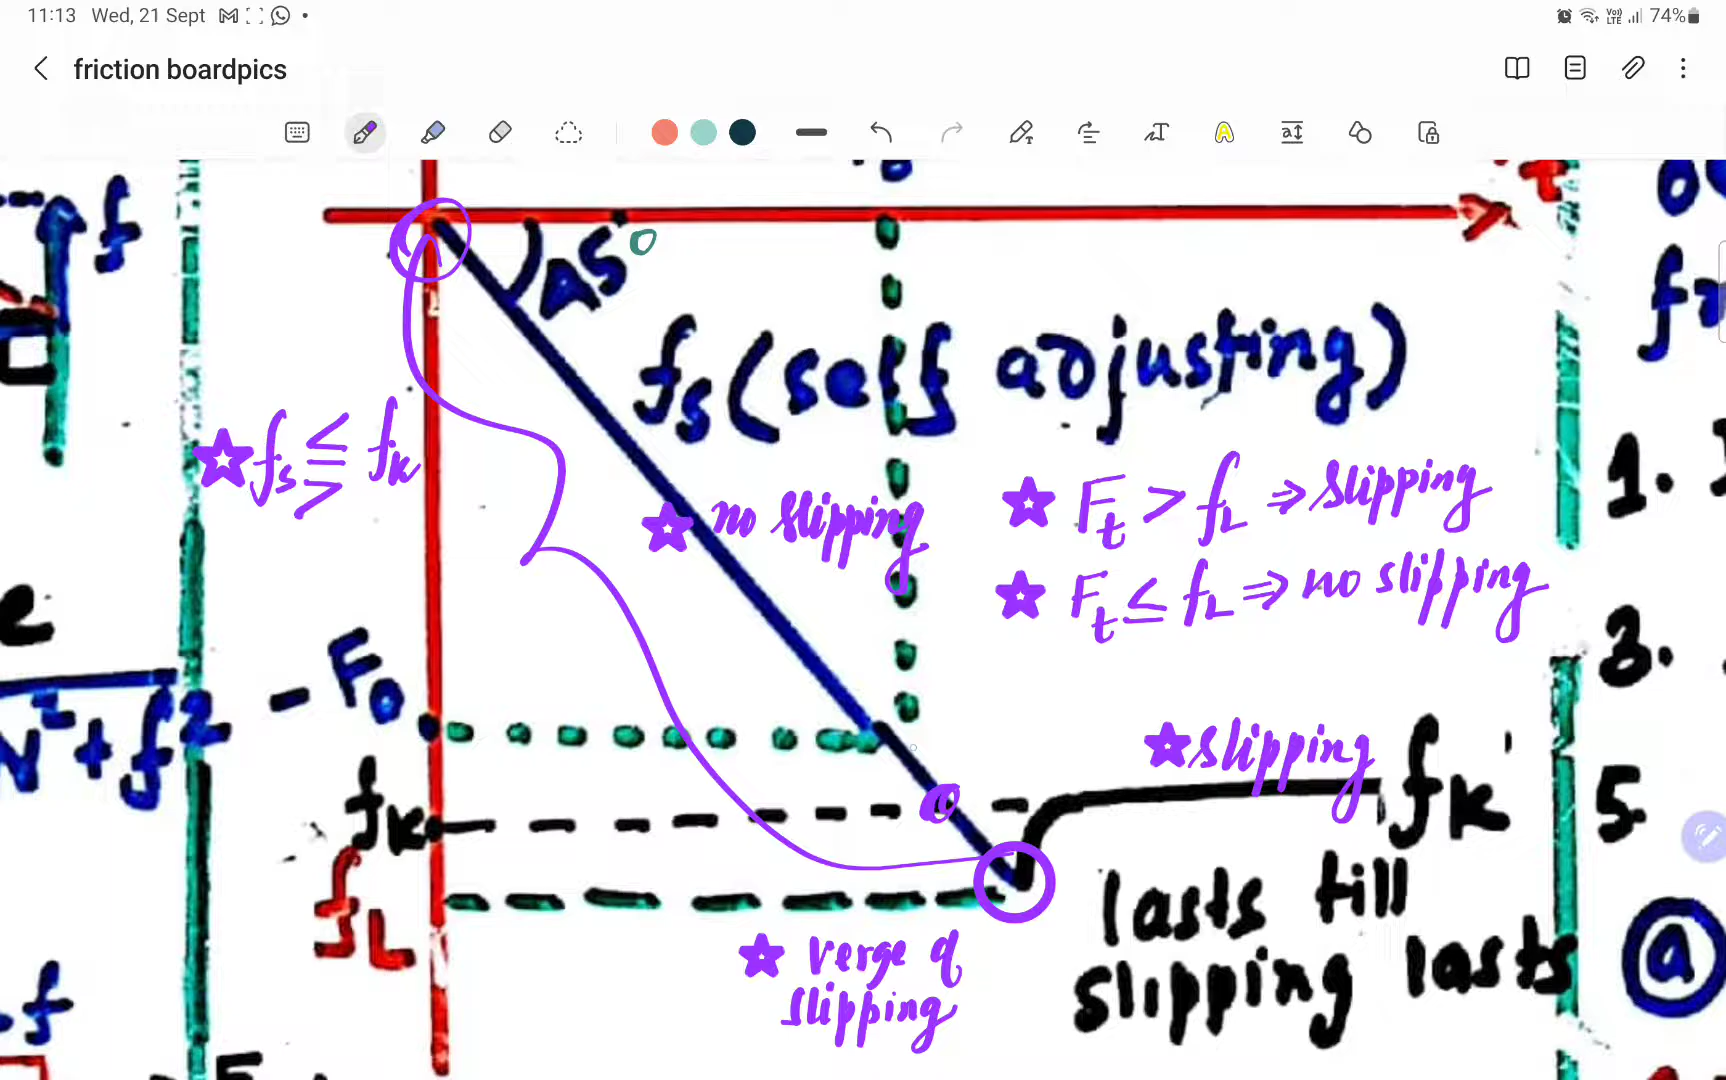 11:13 Wed, 21 Sept
74%
friction boardpics
f
45°
fs (self adjusting)
fs ≤ fk
>
no slipping
Ft > fL ⇒ slipping
Ft ≤ fL ⇒ no slipping
1.
e
3.
- F0
N² + f²
slipping
fk
fk
5.
fL
lasts till
slipping lasts
verge of
slipping
a
f